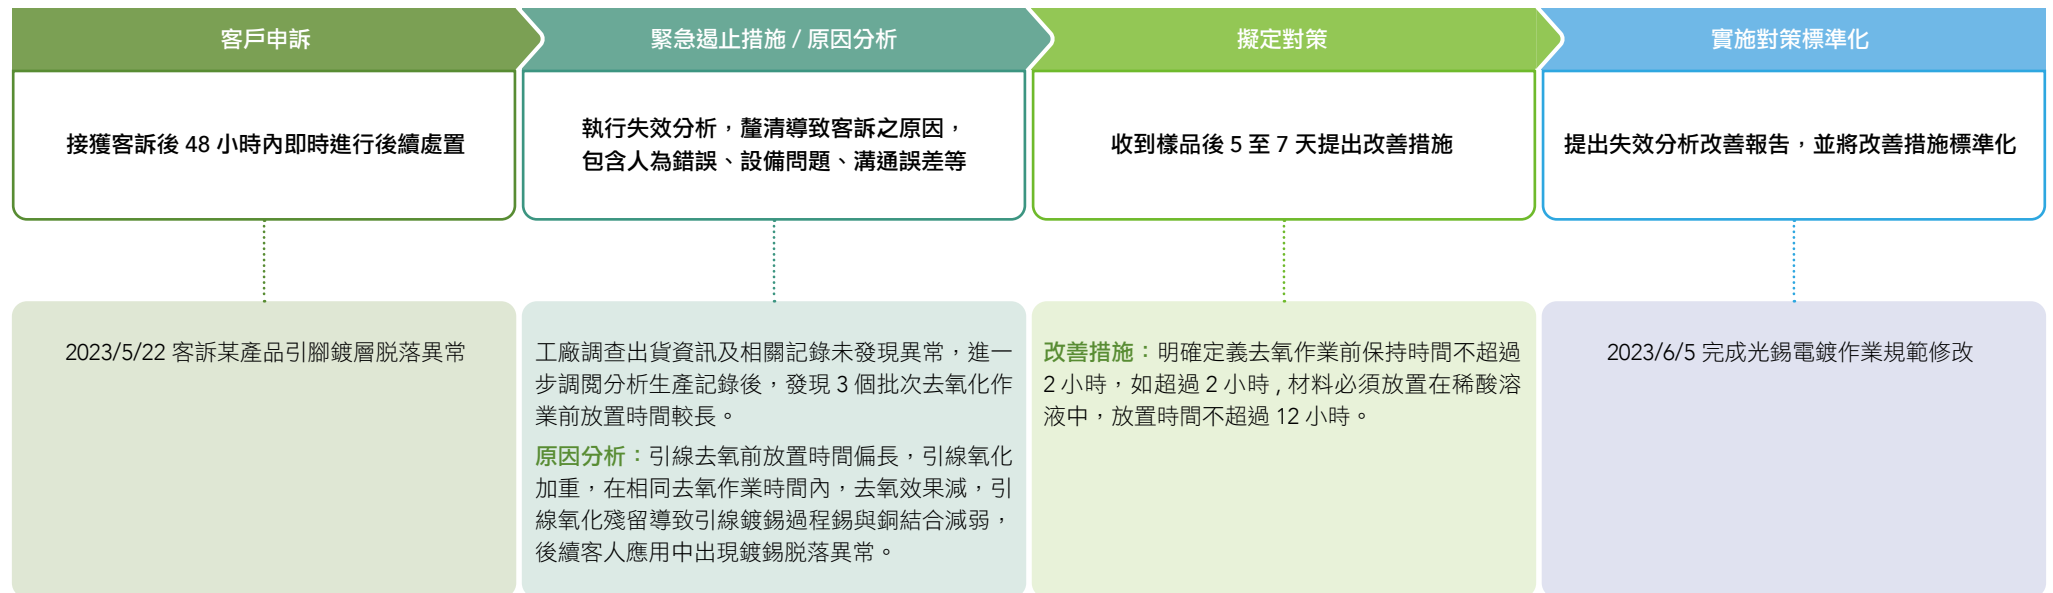 客戶申訴
緊急遏止措施 / 原因分析
擬定對策
實施對策標準化
接獲客訴後 48 小時內即時進行後續處置
執行失效分析，釐清導致客訴之原因，
包含人為錯誤、設備問題、溝通誤差等
收到樣品後 5 至 7 天提出改善措施
提出失效分析改善報告，並將改善措施標準化
2023/5/22 客訴某產品引腳鍍層脫落異常
工廠調查出貨資訊及相關記錄未發現異常，進一
步調閱分析生產記錄後，發現 3 個批次去氧化作
業前放置時間較長。
原因分析：引線去氧前放置時間偏長，引線氧化
加重，在相同去氧作業時間內，去氧效果減，引
線氧化殘留導致引線鍍錫過程錫與銅結合減弱，
後續客人應用中出現鍍錫脫落異常。
改善措施：明確定義去氧作業前保持時間不超過
2 小時，如超過 2 小時 , 材料必須放置在稀酸溶
液中，放置時間不超過 12 小時。
2023/6/5 完成光錫電鍍作業規範修改